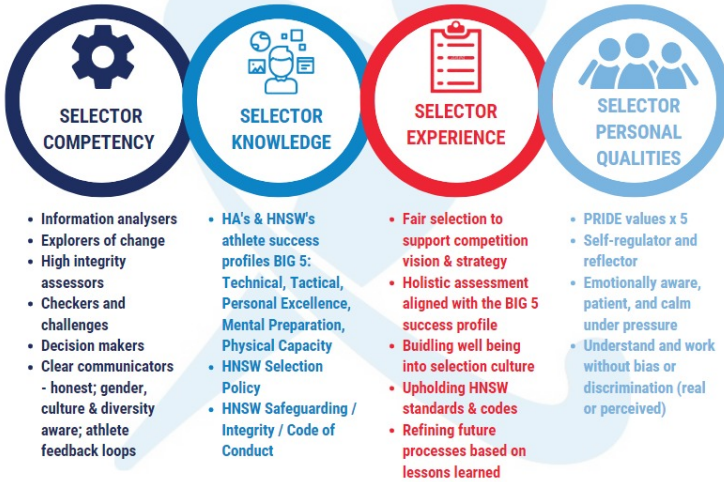 SELECTOR
COMPETENCY
• Information analysers
• Explorers of change
• High integrity
assessors
• Checkers and
challenges
• Decision makers
• Clear communicators
- honest; gender,
culture & diversity
aware; athlete
feedback loops
SELECTOR
KNOWLEDGE
• HA's & HNSW's
athlete success
profiles BIG 5:
Technical, Tactical,
Personal Excellence,
Mental Preparation,
Physical Capacity
• HNSW Selection
Policy
• HNSW Safeguarding /
Integrity / Code of
Conduct
SELECTOR
EXPERIENCE
• Fair selection to
support competition
vision & strategy
• Holistic assessment
aligned with the BIG 5
success profile
• Buidling well being
into selection culture
• Upholding HNSW
standards & codes
• Refining future
processes based on
lessons learned
SELECTOR
PERSONAL
QUALITIES
• PRIDE values x 5
• Self-regulator and
reflector
• Emotionally aware,
patient, and calm
under pressure
• Understand and work
without bias or
discrimination (real
or perceived)